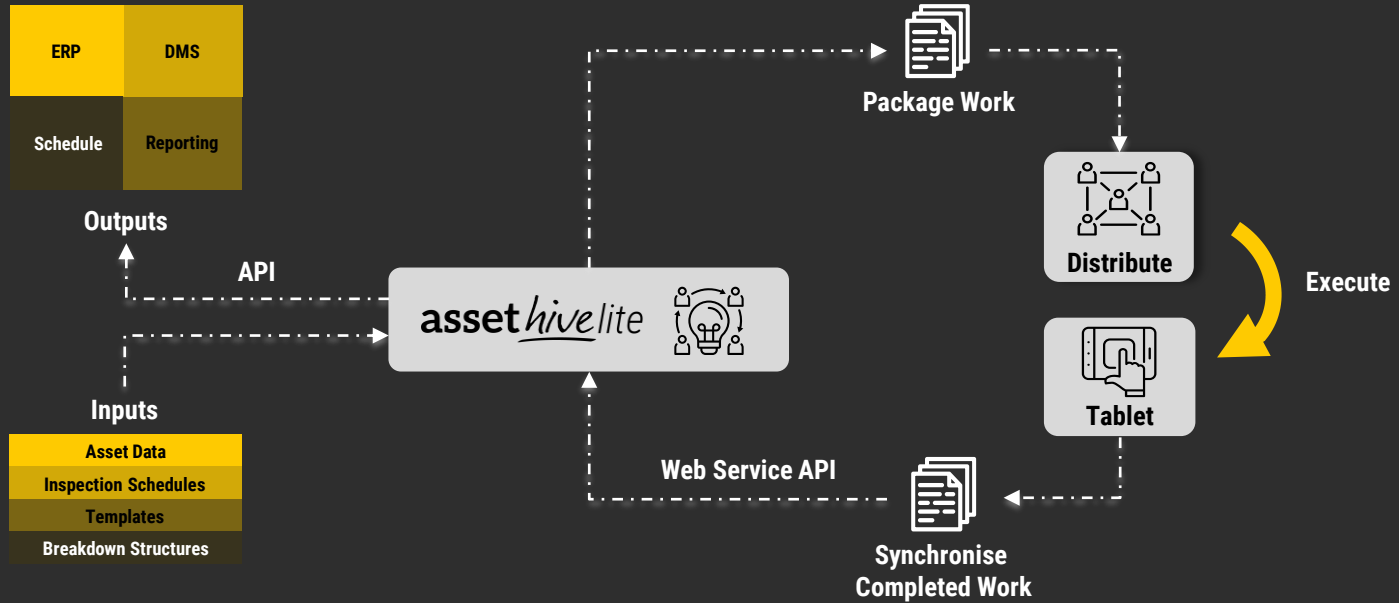 ERP
DMS
Schedule
Reporting
Outputs
API
Inputs
Asset Data
Inspection Schedules
Templates
Breakdown Structures
asset hive lite
Package Work
Distribute
Execute
Tablet
Web Service API
Synchronise
Completed Work